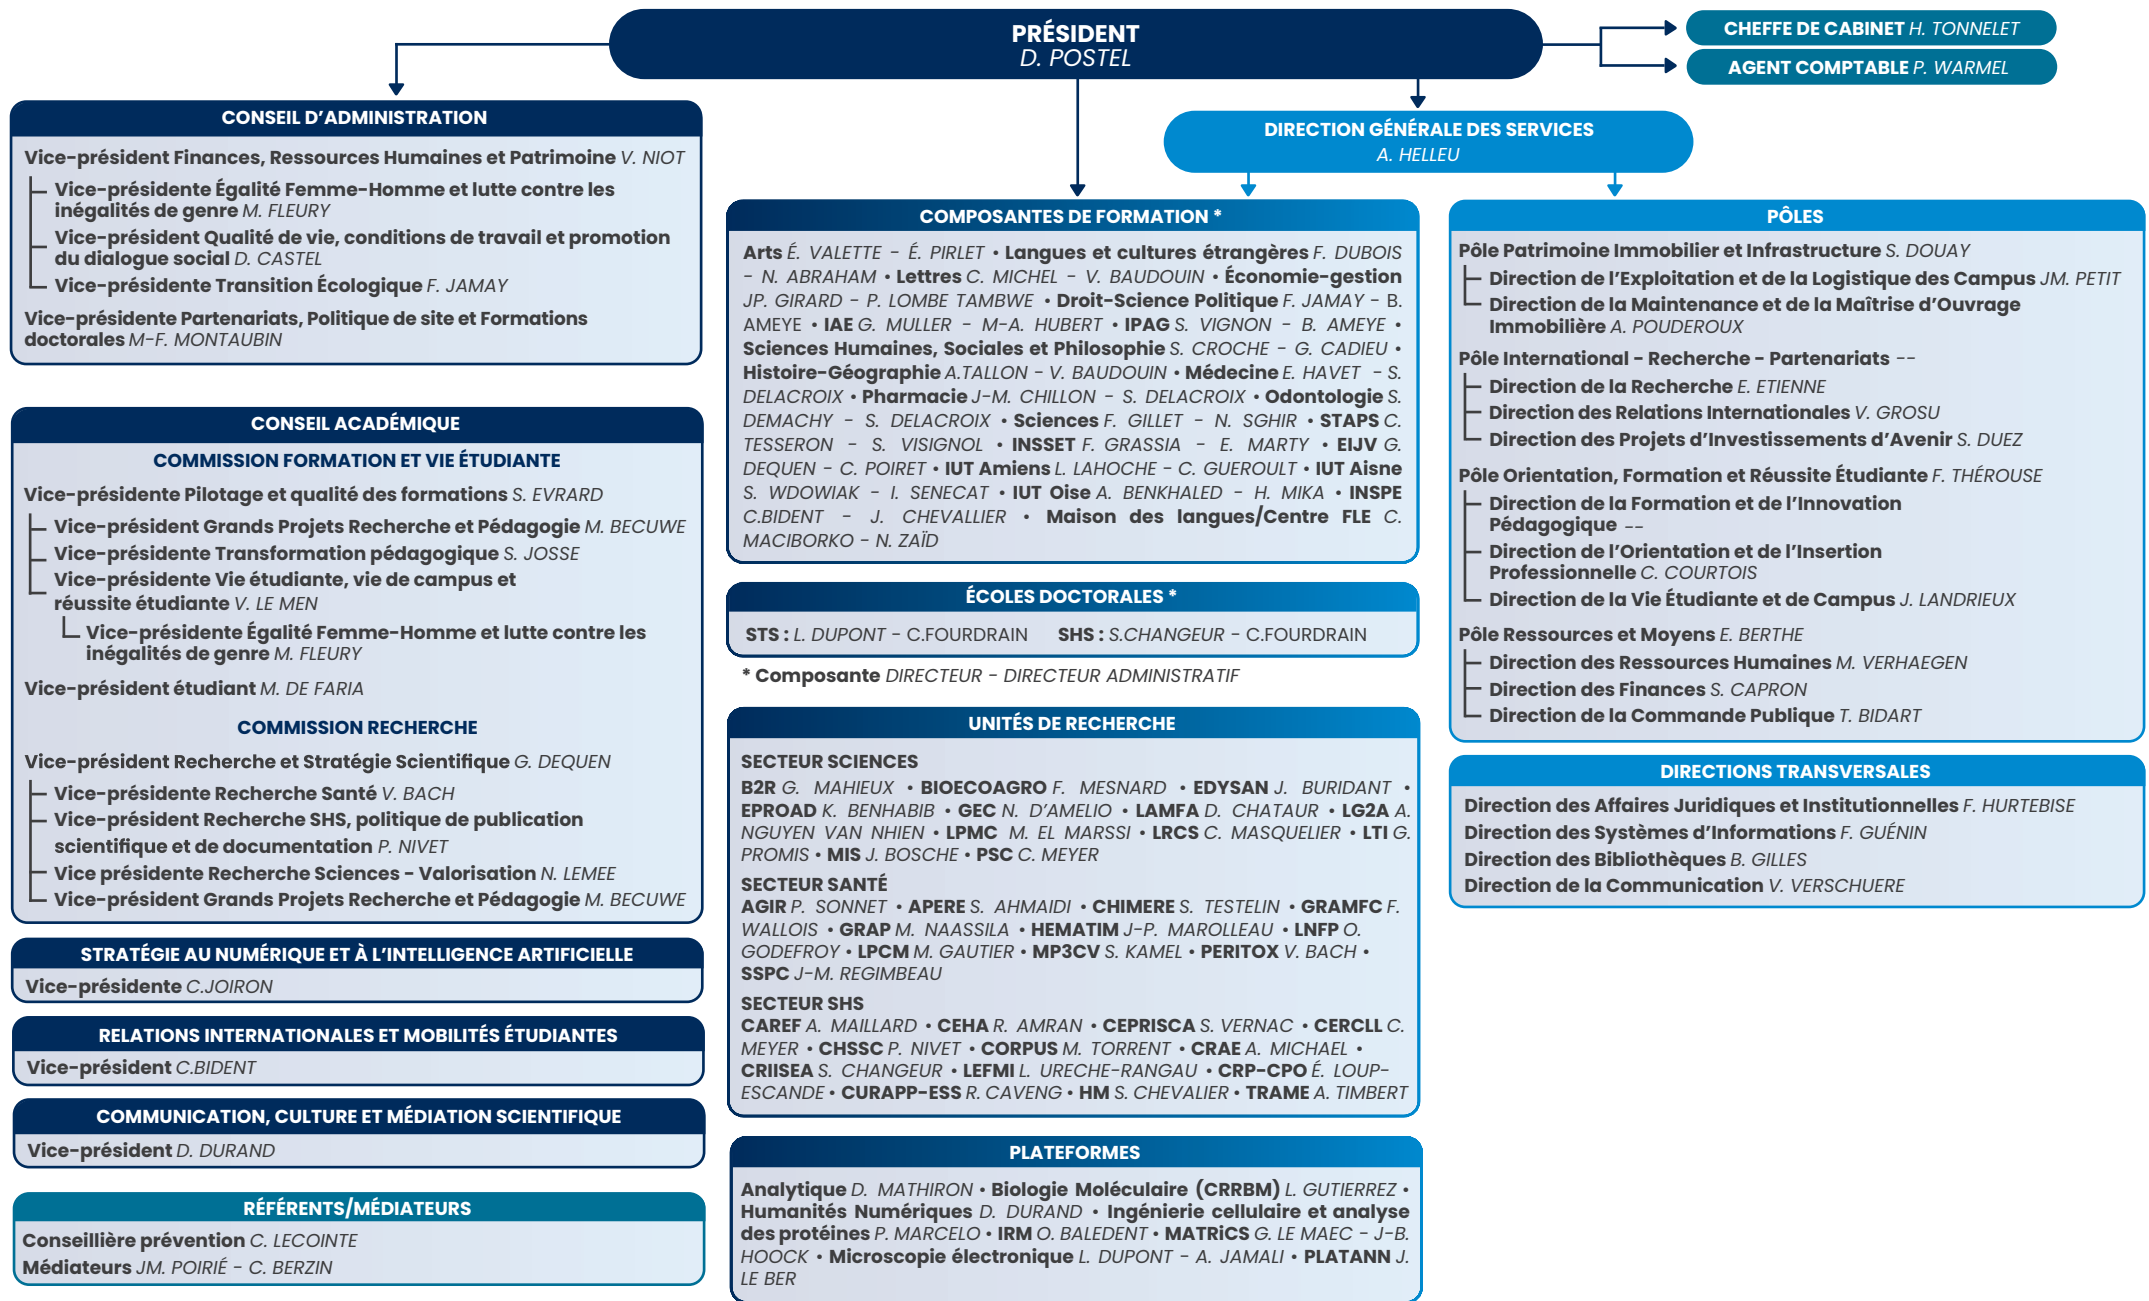 PRÉSIDENT
D. POSTEL
CHEFFE DE CABINET H. TONNELET
AGENT COMPTABLE P. WARMEL
DIRECTION GÉNÉRALE DES SERVICES
A. HELLEU
CONSEIL D'ADMINISTRATION
Vice-président Finances, Ressources Humaines et Patrimoine V. NIOT
Vice-présidente Égalité Femme-Homme et lutte contre les
inégalités de genre M. FLEURY
Vice-président Qualité de vie, conditions de travail et promotion
du dialogue social D. CASTEL
Vice-présidente Transition Écologique F. JAMAY
Vice-présidente Partenariats, Politique de site et Formations
doctorales M-F. MONTAUBIN
CONSEIL ACADÉMIQUE
COMMISSION FORMATION ET VIE ÉTUDIANTE
Vice-présidente Pilotage et qualité des formations S. EVRARD
Vice-président Grands Projets Recherche et Pédagogie M. BECUWE
Vice-présidente Transformation pédagogique S. JOSSE
Vice-présidente Vie étudiante, vie de campus et
réussite étudiante V. LE MEN
Vice-présidente Égalité Femme-Homme et lutte contre les
inégalités de genre M. FLEURY
Vice-président étudiant M. DE FARIA
COMMISSION RECHERCHE
Vice-président Recherche et Stratégie Scientifique G. DEQUEN
Vice-présidente Recherche Santé V. BACH
Vice-président Recherche SHS, politique de publication
scientifique et de documentation P. NIVET
Vice présidente Recherche Sciences - Valorisation N. LEMEE
Vice-président Grands Projets Recherche et Pédagogie M. BECUWE
STRATÉGIE AU NUMÉRIQUE ET À L'INTELLIGENCE ARTIFICIELLE
Vice-présidente C.JOIRON
RELATIONS INTERNATIONALES ET MOBILITÉS ÉTUDIANTES
Vice-président C.BIDENT
COMMUNICATION, CULTURE ET MÉDIATION SCIENTIFIQUE
Vice-président D. DURAND
RÉFÉRENTS/MÉDIATEURS
Conseillière prévention C. LECOINTE
Médiateurs JM. POIRIÉ - C. BERZIN
COMPOSANTES DE FORMATION *
Arts É. VALETTE - É. PIRLET • Langues et cultures étrangères F. DUBOIS
- N. ABRAHAM • Lettres C. MICHEL - V. BAUDOUIN • Économie-gestion
JP. GIRARD - P. LOMBE TAMBWE • Droit-Science Politique F. JAMAY - B.
AMEYE • IAE G. MULLER - M-A. HUBERT • IPAG S. VIGNON - B. AMEYE •
Sciences Humaines, Sociales et Philosophie S. CROCHE - G. CADIEU •
Histoire-Géographie A.TALLON - V. BAUDOUIN • Médecine E. HAVET - S.
DELACROIX • Pharmacie J-M. CHILLON - S. DELACROIX • Odontologie S.
DEMACHY - S. DELACROIX • Sciences F. GILLET - N. SGHIR • STAPS C.
TESSERON - S. VISIGNOL • INSSET F. GRASSIA - E. MARTY • EIJV G.
DEQUEN - C. POIRET • IUT Amiens L. LAHOCHE - C. GUEROULT • IUT Aisne
S. WDOWIAK - I. SENECAT • IUT Oise A. BENKHALED - H. MIKA • INSPE
C.BIDENT - J. CHEVALLIER • Maison des langues/Centre FLE C.
MACIBORKO - N. ZAÏD
ÉCOLES DOCTORALES *
STS : L. DUPONT - C.FOURDRAIN SHS : S.CHANGEUR - C.FOURDRAIN
* Composante DIRECTEUR - DIRECTEUR ADMINISTRATIF
UNITÉS DE RECHERCHE
SECTEUR SCIENCES
B2R G. MAHIEUX • BIOECOAGRO F. MESNARD • EDYSAN J. BURIDANT •
EPROAD K. BENHABIB • GEC N. D'AMELIO • LAMFA D. CHATAUR • LG2A A.
NGUYEN VAN NHIEN • LPMC M. EL MARSSI • LRCS C. MASQUELIER • LTI G.
PROMIS • MIS J. BOSCHE • PSC C. MEYER
SECTEUR SANTÉ
AGIR P. SONNET • APERE S. AHMAIDI • CHIMERE S. TESTELIN • GRAMFC F.
WALLOIS • GRAP M. NAASSILA • HEMATIM J-P. MAROLLEAU • LNFP O.
GODEFROY • LPCM M. GAUTIER • MP3CV S. KAMEL • PERITOX V. BACH •
SSPC J-M. REGIMBEAU
SECTEUR SHS
CAREF A. MAILLARD • CEHA R. AMRAN • CEPRISCA S. VERNAC • CERCLL C.
MEYER • CHSSC P. NIVET • CORPUS M. TORRENT • CRAE A. MICHAEL •
CRIISEA S. CHANGEUR • LEFMI L. URECHE-RANGAU • CRP-CPO É. LOUP-
ESCANDE • CURAPP-ESS R. CAVENG • HM S. CHEVALIER • TRAME A. TIMBERT
PLATEFORMES
Analytique D. MATHIRON • Biologie Moléculaire (CRRBM) L. GUTIERREZ •
Humanités Numériques D. DURAND • Ingénierie cellulaire et analyse
des protéines P. MARCELO • IRM O. BALEDENT • MATRiCS G. LE MAEC - J-B.
HOOCK • Microscopie électronique L. DUPONT - A. JAMALI • PLATANN J.
LE BER
PÔLES
Pôle Patrimoine Immobilier et Infrastructure S. DOUAY
Direction de l'Exploitation et de la Logistique des Campus JM. PETIT
Direction de la Maintenance et de la Maîtrise d'Ouvrage
Immobilière A. POUDEROUX
Pôle International - Recherche - Partenariats --
Direction de la Recherche E. ETIENNE
Direction des Relations Internationales V. GROSU
Direction des Projets d'Investissements d'Avenir S. DUEZ
Pôle Orientation, Formation et Réussite Étudiante F. THÉROUSE
Direction de la Formation et de l'Innovation
Pédagogique --
Direction de l'Orientation et de l'Insertion
Professionnelle C. COURTOIS
Direction de la Vie Étudiante et de Campus J. LANDRIEUX
Pôle Ressources et Moyens E. BERTHE
Direction des Ressources Humaines M. VERHAEGEN
Direction des Finances S. CAPRON
Direction de la Commande Publique T. BIDART
DIRECTIONS TRANSVERSALES
Direction des Affaires Juridiques et Institutionnelles F. HURTEBISE
Direction des Systèmes d'Informations F. GUÉNIN
Direction des Bibliothèques B. GILLES
Direction de la Communication V. VERSCHUERE